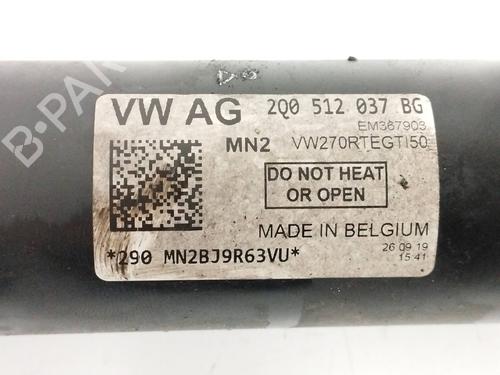 VW AG 2Q0 512 037 BG
EM367903
MN2 VW270RTEGTI50
DO NOT HEAT
OR OPEN
MADE IN BELGIUM
26 09 19
15:41
*290 MN2BJ9R63VU*
B-PARTS